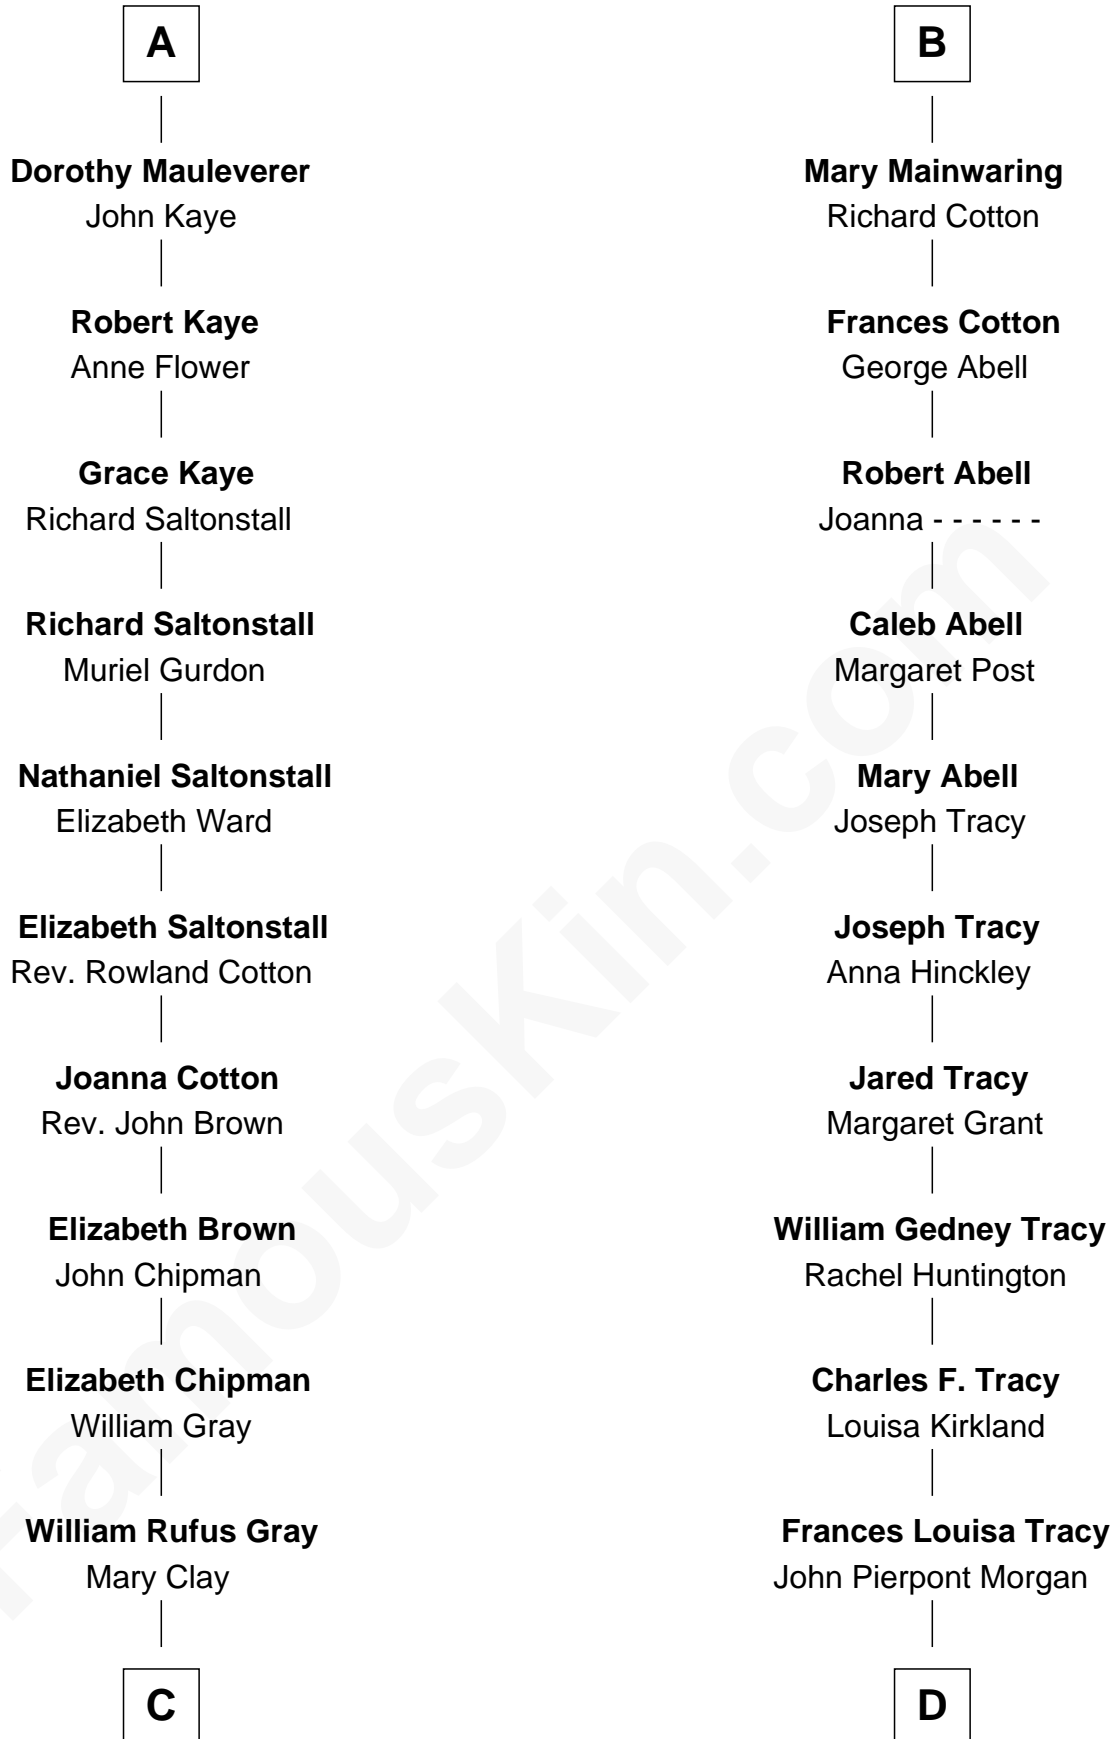 A
Dorothy Mauleverer
John Kaye
Robert Kaye
Anne Flower
Grace Kaye
Richard Saltonstall
Richard Saltonstall
Muriel Gurdon
Nathaniel Saltonstall
Elizabeth Ward
Elizabeth Saltonstall
Rev. Rowland Cotton
Joanna Cotton
Rev. John Brown
Elizabeth Brown
John Chipman
Elizabeth Chipman
William Gray
William Rufus Gray
Mary Clay
C
B
Mary Mainwaring
Richard Cotton
Frances Cotton
George Abell
Robert Abell
Joanna - - - - - -
Caleb Abell
Margaret Post
Mary Abell
Joseph Tracy
Joseph Tracy
Anna Hinckley
Jared Tracy
Margaret Grant
William Gedney Tracy
Rachel Huntington
Charles F. Tracy
Louisa Kirkland
Frances Louisa Tracy
John Pierpont Morgan
D
FamousKin.com